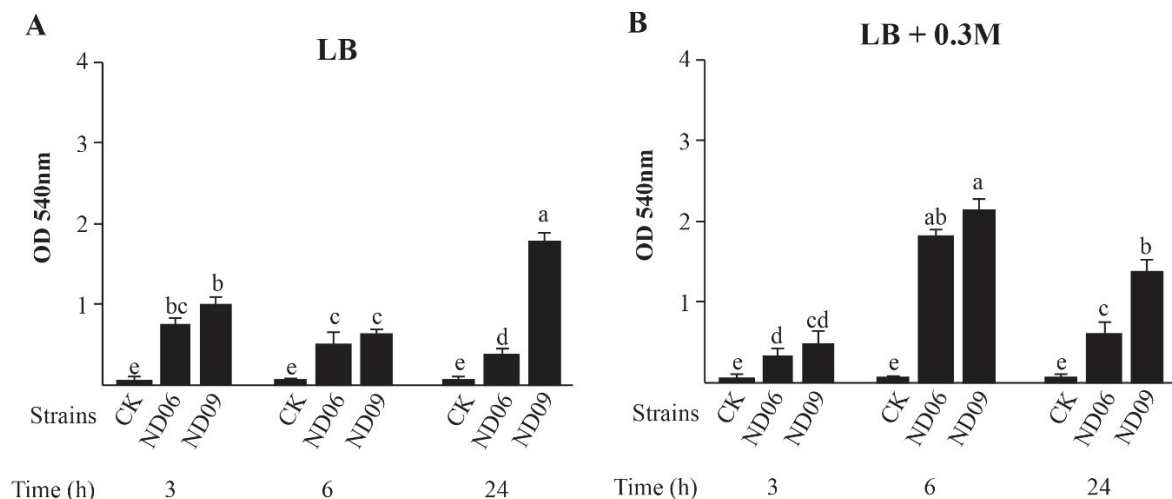 A
LB
4
3
2
1
OD 540nm
e
bc
b
e
c
c
e
d
a
Strains
CK
ND06
ND09
CK
ND06
ND09
CK
ND06
ND09
Time (h)
3
6
24
B
LB + 0.3M
4
3
2
1
OD 540nm
e
d
cd
e
ab
a
e
c
b
Strains
CK
ND06
ND09
CK
ND06
ND09
CK
ND06
ND09
Time (h)
3
6
24